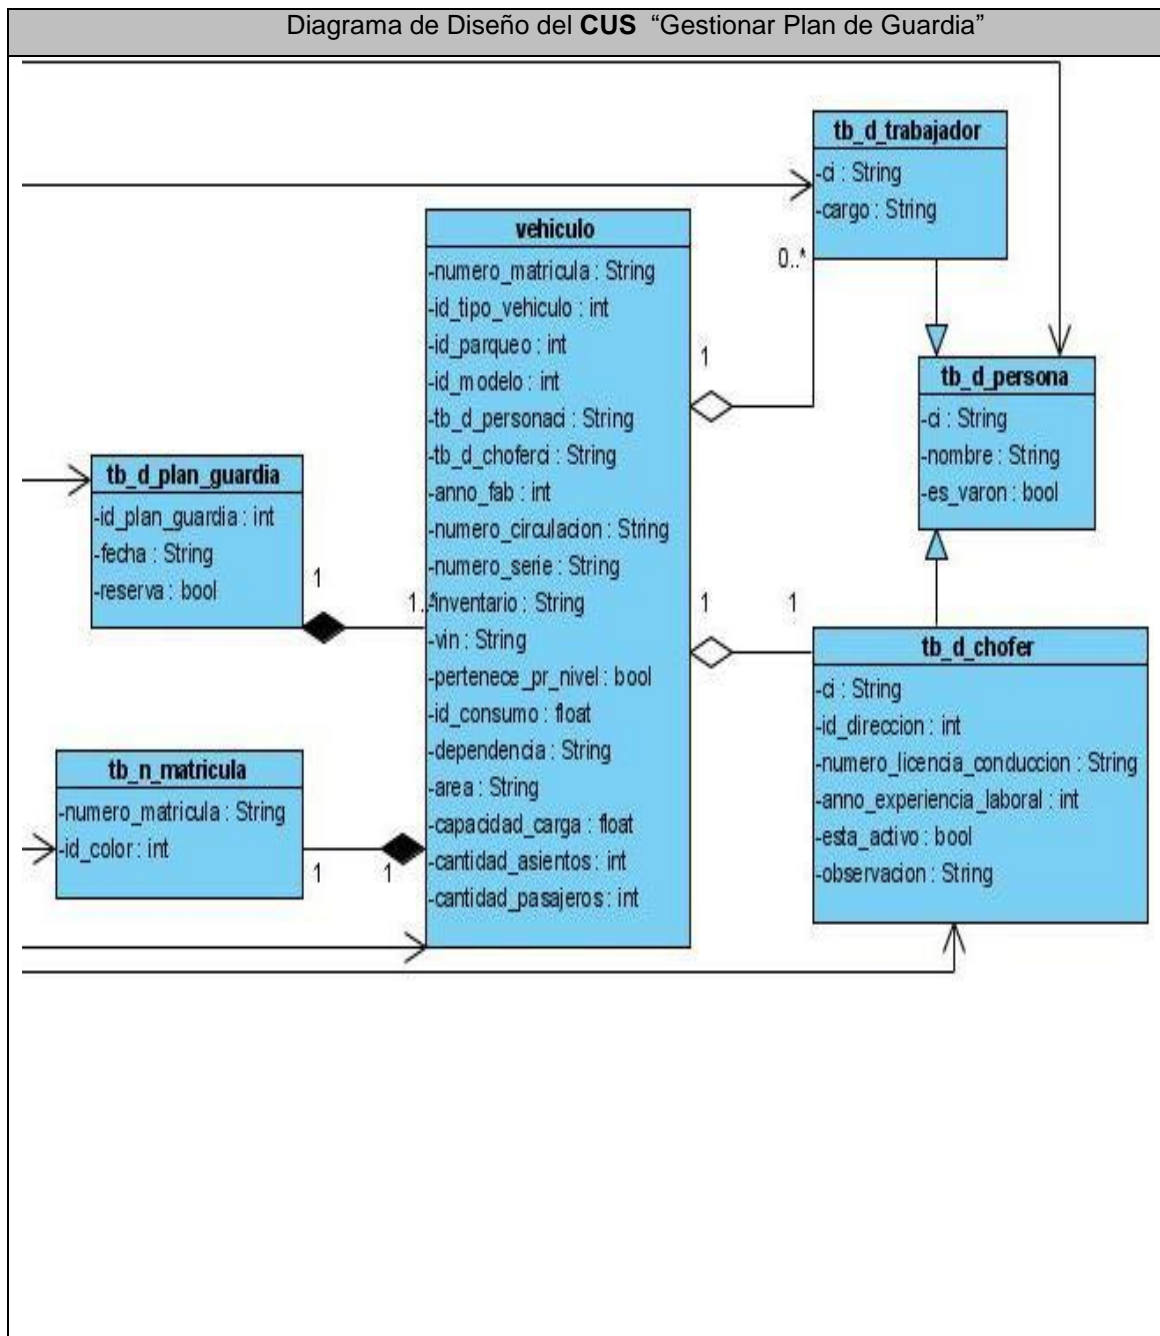 Diagrama de Diseño del CUS "Gestionar Plan de Guardia"
tb_d_trabajador
-ci : String
-cargo : String
0..*
vehiculo
-numero_matricula : String
-id_tipo_vehiculo : int
-id_parqueo : int
-id_modelo : int
-tb_d_personaci : String
-tb_d_choferci : String
-anno_fab : int
-numero_circulacion : String
-numero_serie : String
-inventario : String
-vin : String
-pertenece_pr_nivel : bool
-id_consumo : float
-dependencia : String
-area : String
-capacidad_carga : float
-cantidad_asientos : int
-cantidad_pasajeros : int
1
tb_d_persona
-ci : String
-nombre : String
-es_varon : bool
tb_d_plan_guardia
-id_plan_guardia : int
-fecha : String
-reserva : bool
1
1..*
1
1
tb_d_chofer
-ci : String
-id_direccion : int
-numero_licencia_conduccion : String
-anno_experiencia_laboral : int
-esta_activo : bool
-observacion : String
tb_n_matricula
-numero_matricula : String
-id_color : int
1
1